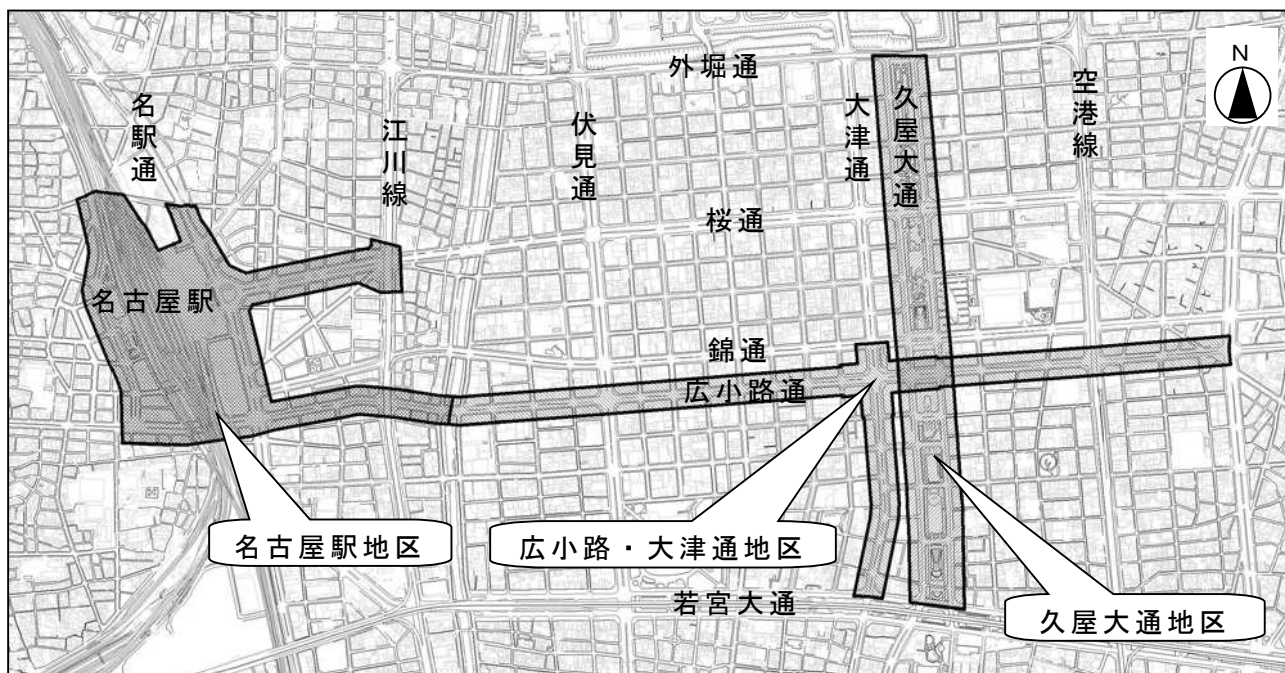 外堀通
N
名駅通
江川線
伏見通
大津通
久屋大通
空港線
桜通
名古屋駅
錦通
広小路通
名古屋駅地区
広小路・大津通地区
若宮大通
久屋大通地区